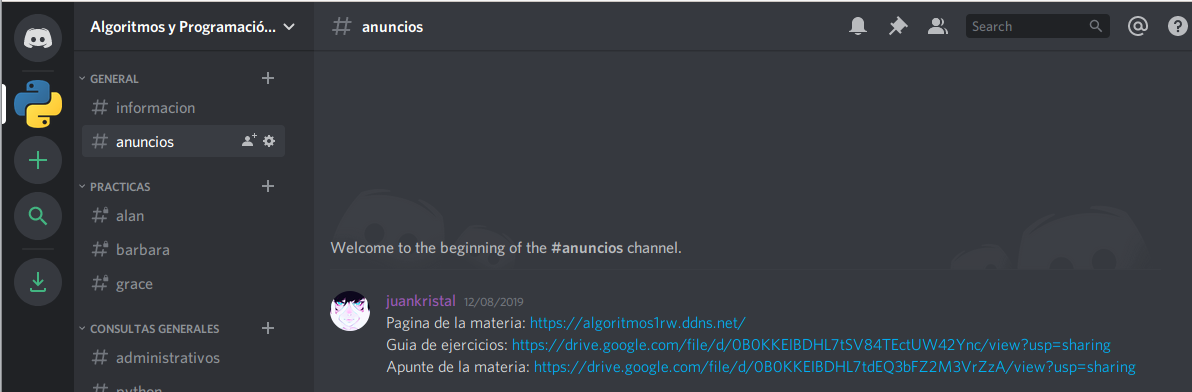 Algoritmos y Programació...
GENERAL
informacion
anuncios
PRACTICAS
alan
barbara
grace
CONSULTAS GENERALES
administrativos
python
# anuncios
Search
Welcome to the beginning of the #anuncios channel.
juankristal 12/08/2019
Pagina de la materia: https://algoritmos1rw.ddns.net/
Guia de ejercicios: https://drive.google.com/file/d/0B0KKEIBDHL7tSV84TEctUW42Ync/view?usp=sharing
Apunte de la materia: https://drive.google.com/file/d/0B0KKEIBDHL7tdEQ3bFZ2M3VrZzA/view?usp=sharing